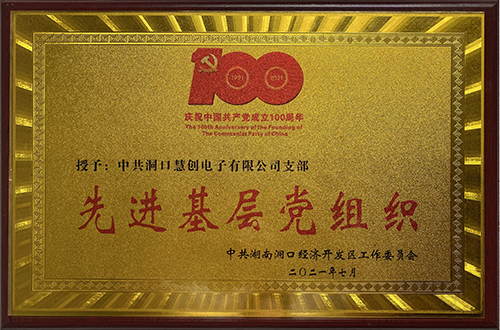 100
1921 2021
庆祝中国共产党成立100周年
The 100th Anniversary of the Founding of
The Communist Party of China
授予：中共洞口慧创电子有限公司支部
先进基层党组织
中共湖南洞口经济开发区工作委员会
二〇二一年七月